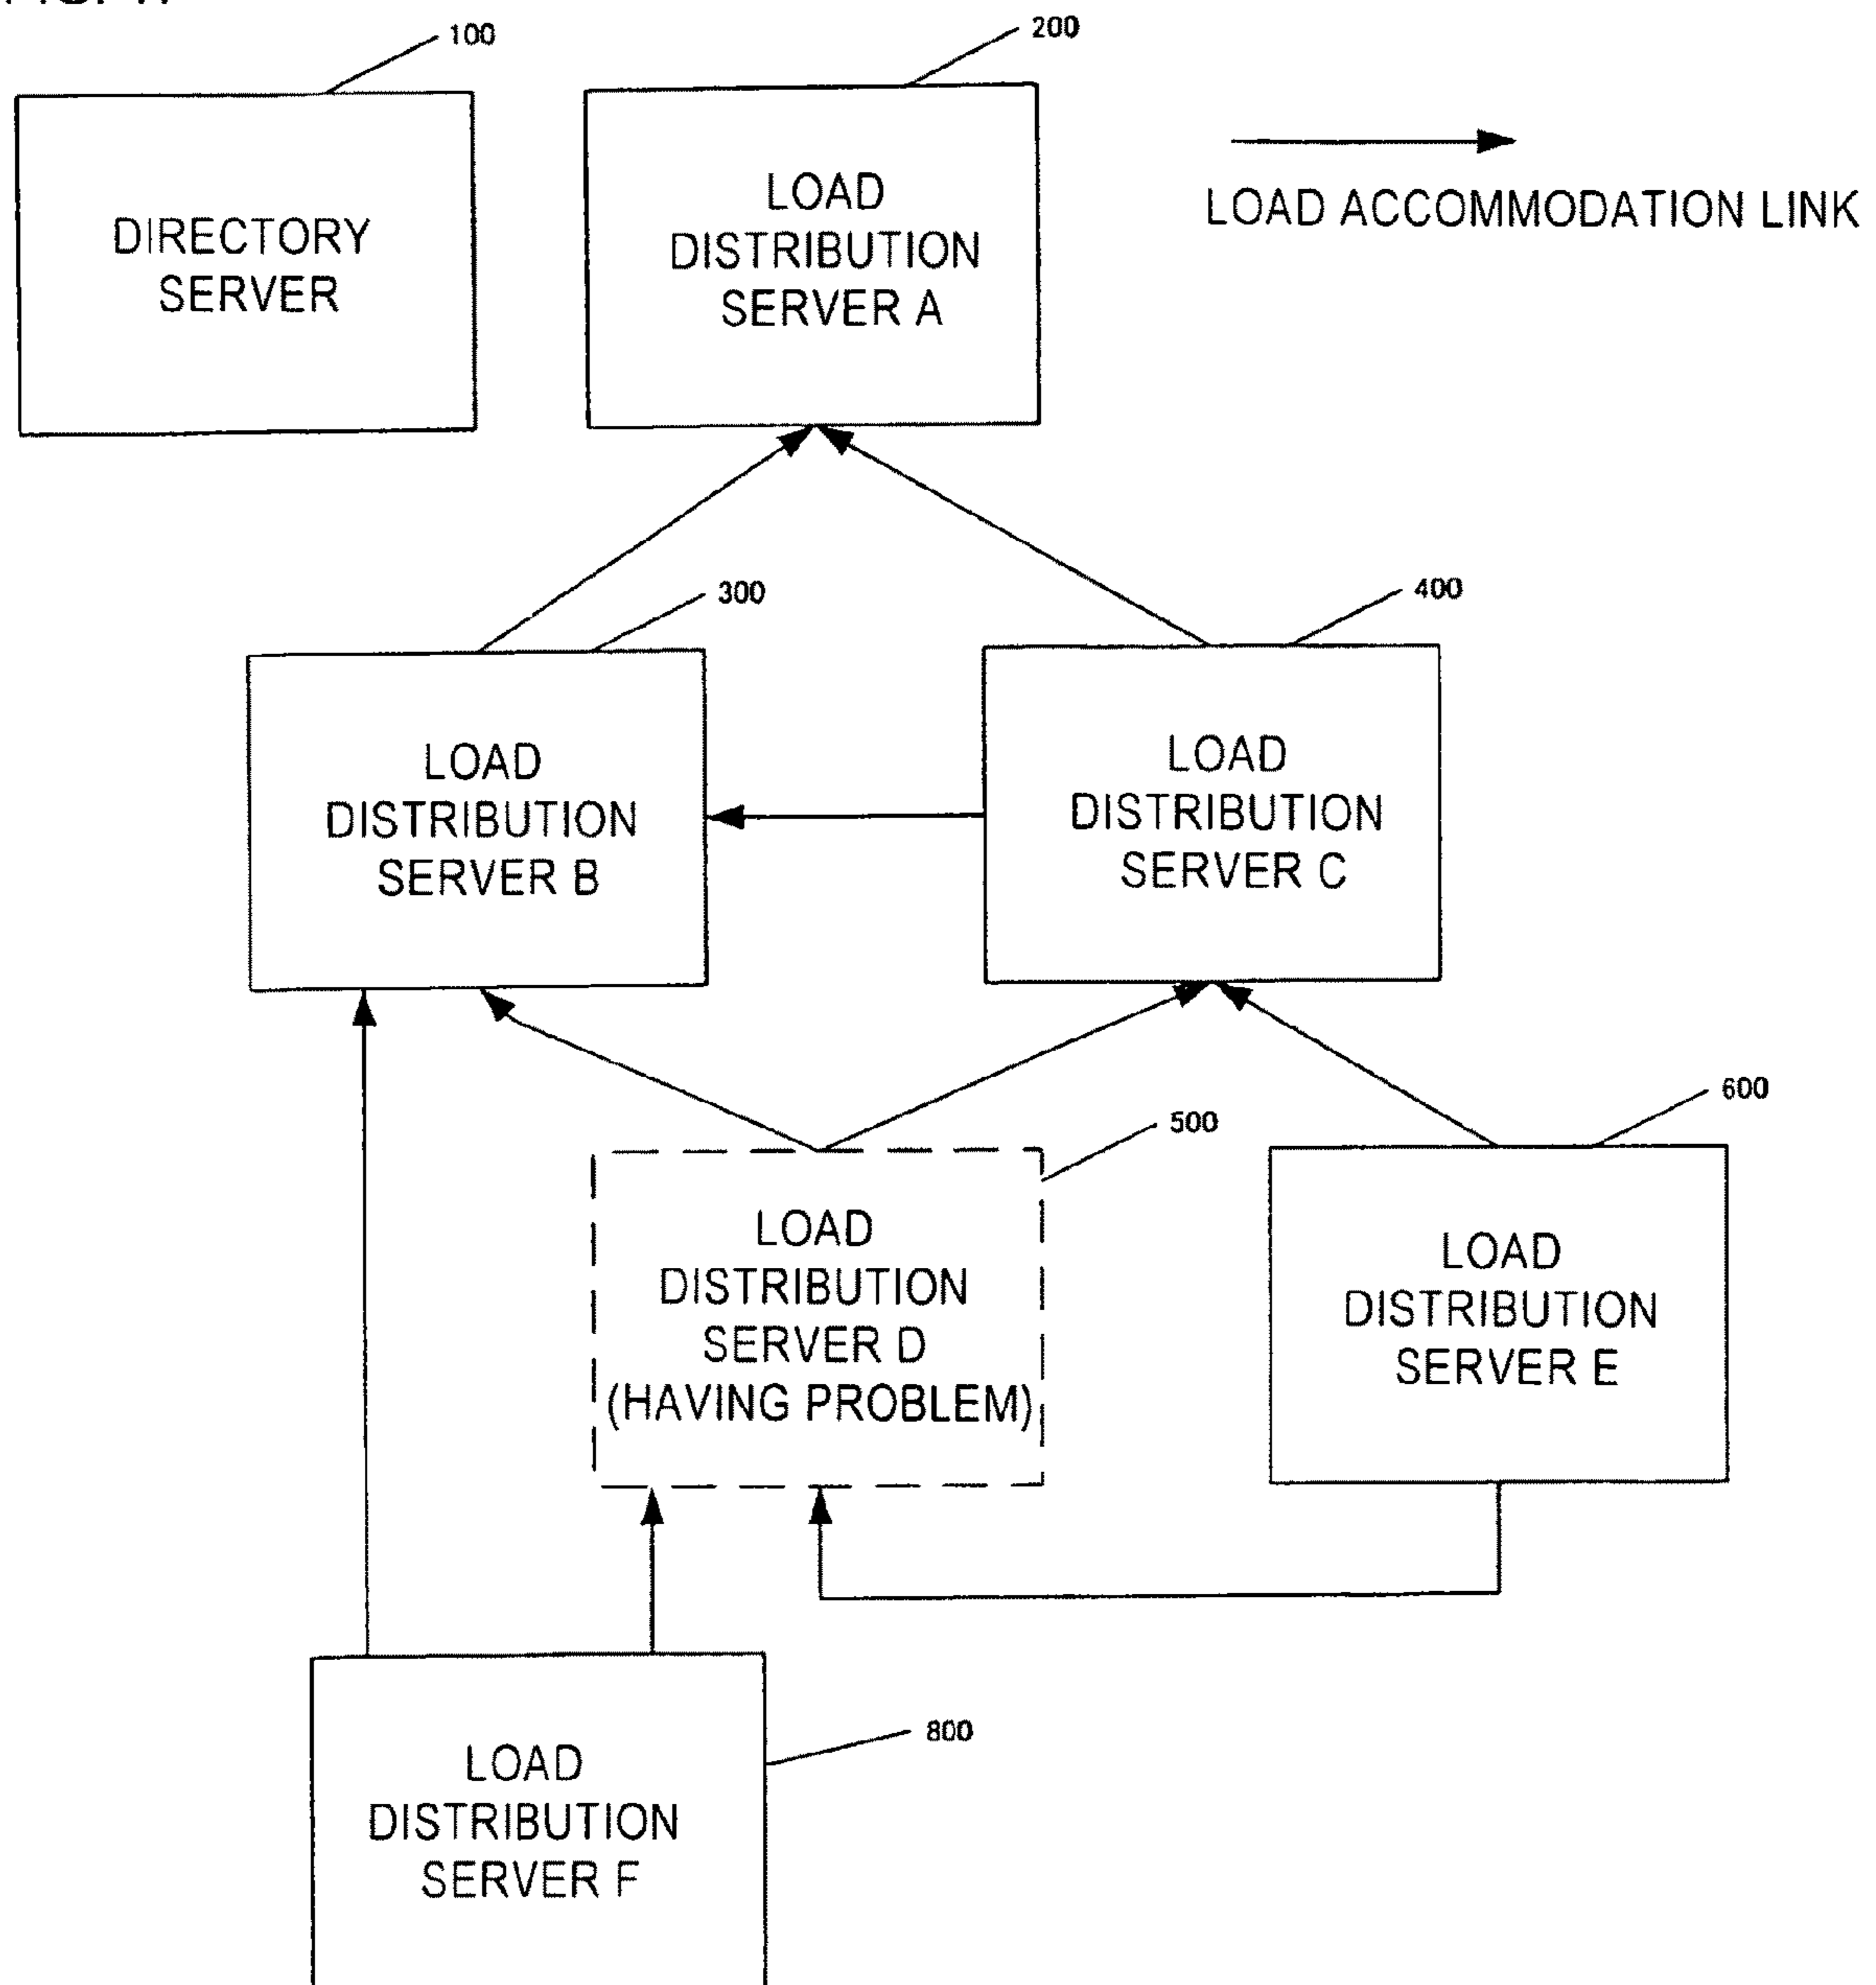 100
200
DIRECTORY
SERVER
LOAD
DISTRIBUTION
SERVER A
LOAD ACCOMMODATION LINK
300
400
LOAD
DISTRIBUTION
SERVER B
LOAD
DISTRIBUTION
SERVER C
500
600
LOAD
DISTRIBUTION
SERVER D
(HAVING PROBLEM)
LOAD
DISTRIBUTION
SERVER E
800
LOAD
DISTRIBUTION
SERVER F